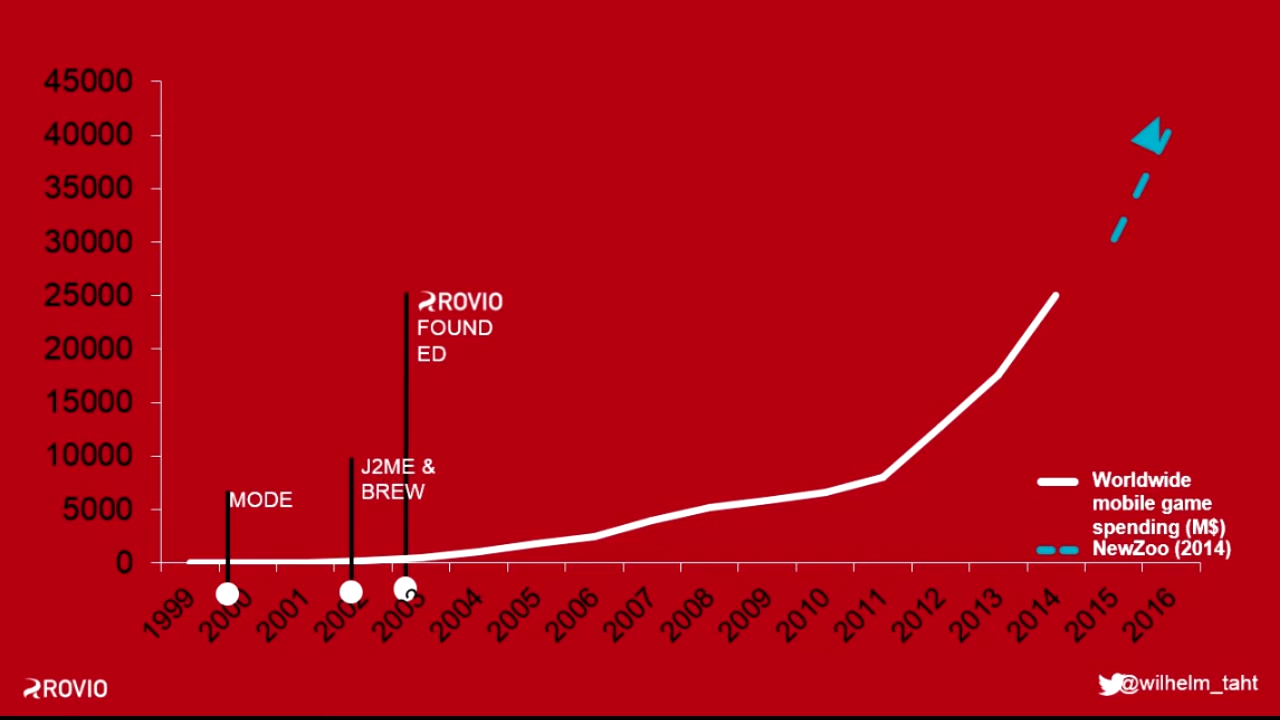 45000
40000
35000
30000
25000
20000
15000
10000
5000
0
ROVIO
FOUND
ED
J2ME &
BREW
MODE
Worldwide
mobile game
spending (M$)
NewZoo (2014)
1999
2000
2001
2002
2003
2004
2005
2006
2007
2008
2009
2010
2011
2012
2013
2014
2015
2016
ROVIO
@wilhelm_taht